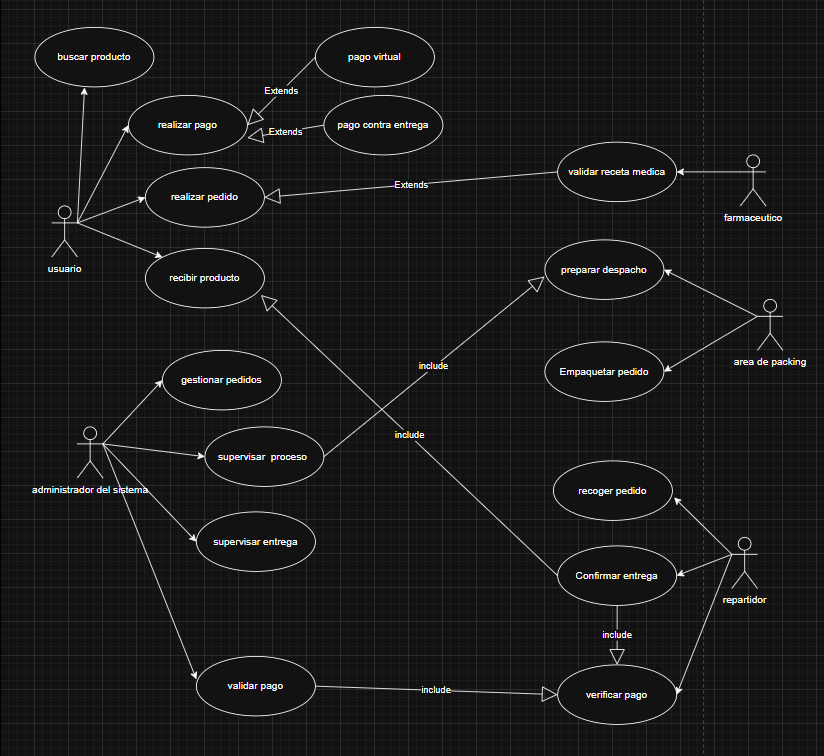 buscar producto
pago virtual
Extends
realizar pago
Extends
pago contra entrega
validar receta medica
Extends
realizar pedido
farmaceutico
usuario
recibir producto
preparar despacho
include
area de packing
Empaquetar pedido
gestionar pedidos
include
supervisar proceso
administrador del sistema
recoger pedido
supervisar entrega
Confirmar entrega
repartidor
include
validar pago
include
verificar pago